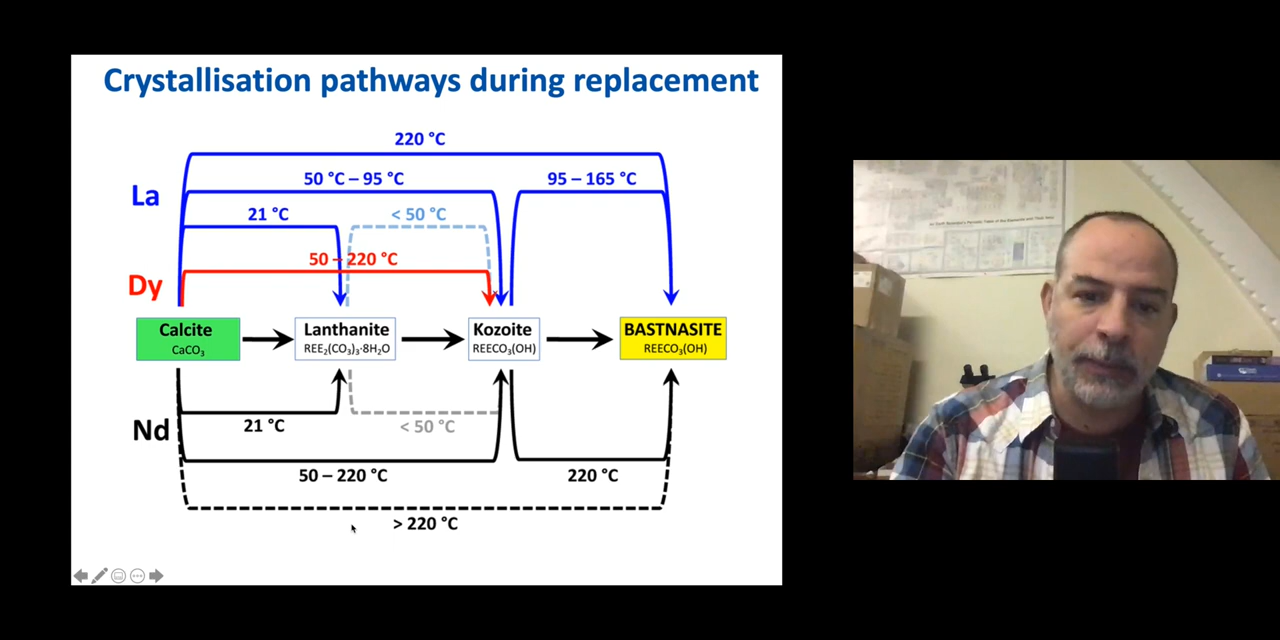 Crystallisation pathways during replacement
220 °C
50 °C – 95 °C
95 – 165 °C
La
21 °C
< 50 °C
50 – 220 °C
Dy
Calcite
CaCO₃
Lanthanite
REE₂(CO₃)₃·8H₂O
Kozoite
REECO₃(OH)
BASTNASITE
REECO₃(OH)
Nd
21 °C
< 50 °C
50 – 220 °C
220 °C
> 220 °C